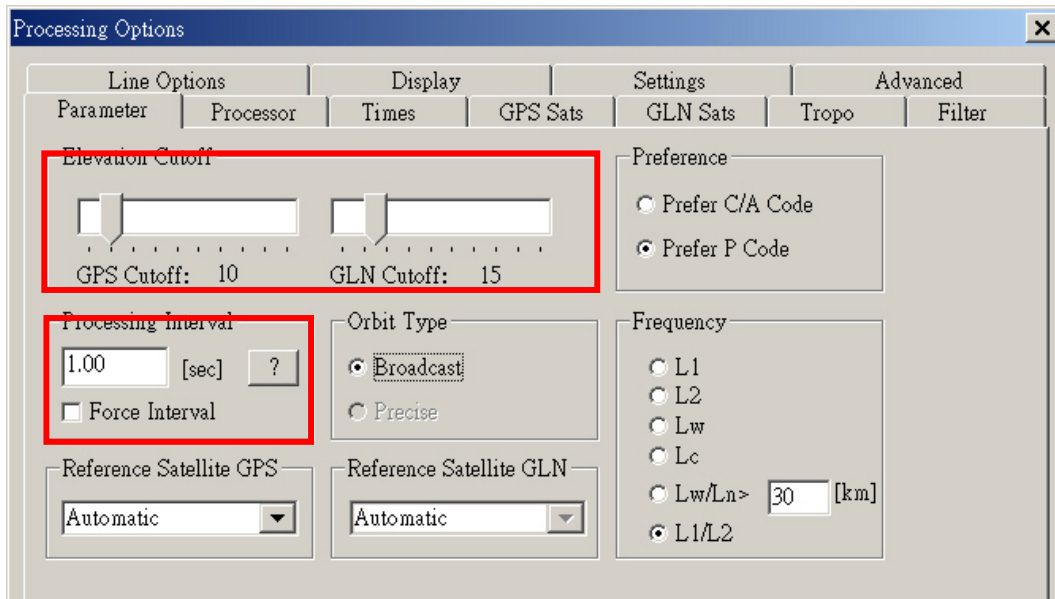 Processing Options
Line Options Display Settings Advanced
Parameter Processor Times GPS Sats GLN Sats Tropo Filter
Elevation Cutoff
GPS Cutoff: 10
GLN Cutoff: 15
Preference
Prefer C/A Code
Prefer P Code
Processing Interval
1.00 [sec] ?
Force Interval
Orbit Type
Broadcast
Precise
Frequency
L1
L2
Lw
Lc
Lw/Ln> 30 [km]
L1/L2
Reference Satellite GPS
Automatic
Reference Satellite GLN
Automatic